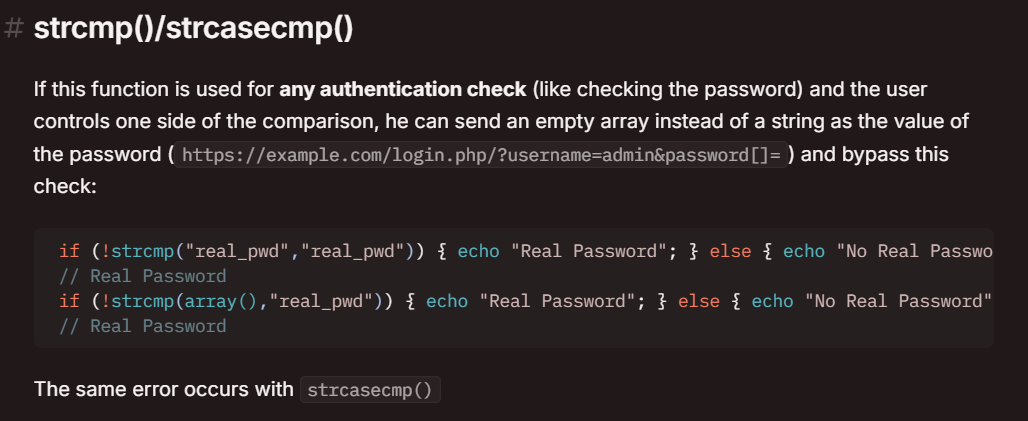 # strcmp()/strcasecmp()
If this function is used for any authentication check (like checking the password) and the user
controls one side of the comparison, he can send an empty array instead of a string as the value of
the password ( https://example.com/login.php/?username=admin&password[]= ) and bypass this
check:
if (!strcmp("real_pwd","real_pwd")) { echo "Real Password"; } else { echo "No Real Passwo
// Real Password
if (!strcmp(array(),"real_pwd")) { echo "Real Password"; } else { echo "No Real Password"
// Real Password
The same error occurs with strcasecmp()